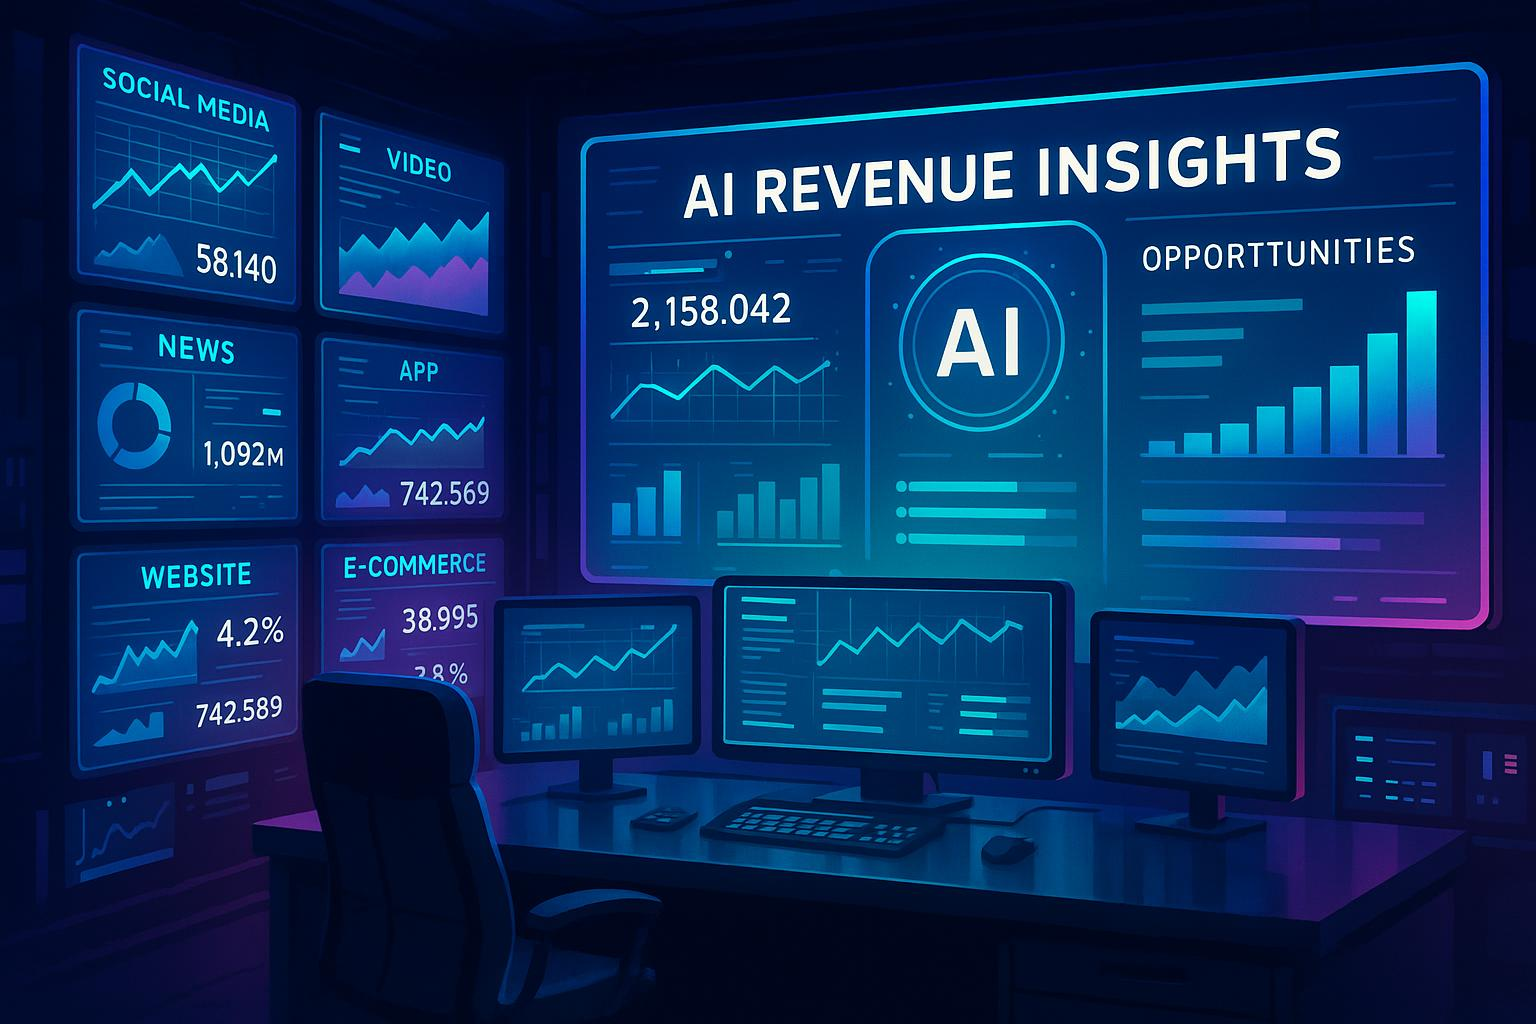 SOCIAL MEDIA
58.140
VIDEO
NEWS
1,092M
APP
742.569
WEBSITE
4.2%
742.589
E-COMMERCE
38.995
AI REVENUE INSIGHTS
2,158.042
AI
OPPORTTUNITIES